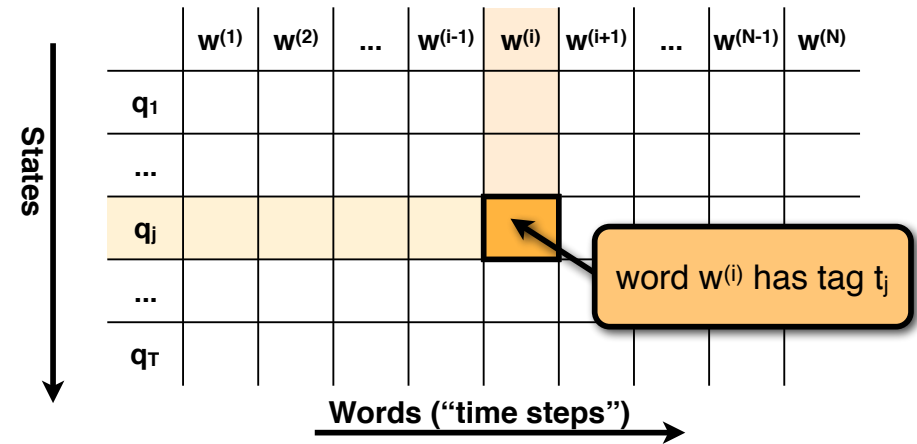 w(1) w(2) ... w(i-1) w(i) w(i+1) ... w(N-1) w(N)
q1
...
qj
...
qT
States
word w(i) has tag tj
Words (“time steps”)